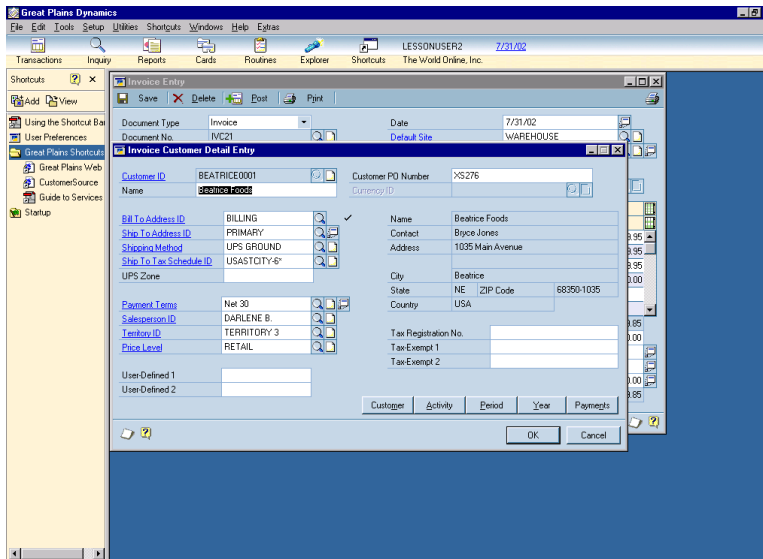 Great Plains Dynamics
File Edit Tools Setup Utilities Shortcuts Windows Help Extras
LESSONUSER2 7/31/02
Transactions Inquiry Reports Cards Routines Explorer Shortcuts The World Online, Inc.
Shortcuts
Add View
Using the Shortcut Bar
User Preferences
Great Plains Shortcuts
Great Plains Web
CustomerSource
Guide to Services
Startup
Invoice Entry
Save Delete Post Print
Document Type Invoice Date 7/31/02
Document No. IVC21 Default Site WAREHOUSE
Invoice Customer Detail Entry
Customer ID BEATRICE0001 Customer PO Number XS276
Name Beatrice Foods Currency ID
Bill To Address ID BILLING Name Beatrice Foods
Ship To Address ID PRIMARY Contact Bryce Jones
Shipping Method UPS GROUND Address 1035 Main Avenue
Ship To Tax Schedule ID USASTCITY-6*
UPS Zone City Beatrice
State NE ZIP Code 68350-1035
Payment Terms Net 30 Country USA
Salesperson ID DARLENE B.
Territory ID TERRITORY 3 Tax Registration No.
Price Level RETAIL Tax-Exempt 1
Tax-Exempt 2
User-Defined 1
User-Defined 2
Customer Activity Period Year Payments
OK Cancel